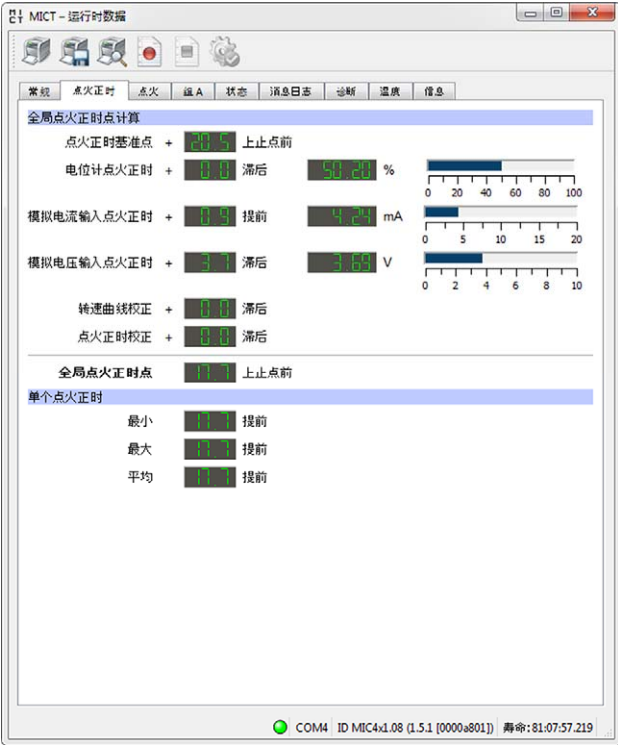 MICT – 运行时数据
常规 点火正时 点火 组 A 状态 消息日志 诊断 温度 信息
全局点火正时点计算
点火正时基准点 + 20.5 上止点前
电位计点火正时 + 0.0 滞后 50.20 %
0 20 40 60 80 100
模拟电流输入点火正时 + 0.9 提前 4.24 mA
0 5 10 15 20
模拟电压输入点火正时 + 3.7 滞后 3.69 V
0 2 4 6 8 10
转速曲线校正 + 0.0 滞后
点火正时校正 + 0.0 滞后
全局点火正时点 17.7 上止点前
单个点火正时
最小 17.7 提前
最大 17.7 提前
平均 17.7 提前
COM4 ID MIC4x1.08 (1.5.1 [0000a801]) 寿命:81:07:57.219